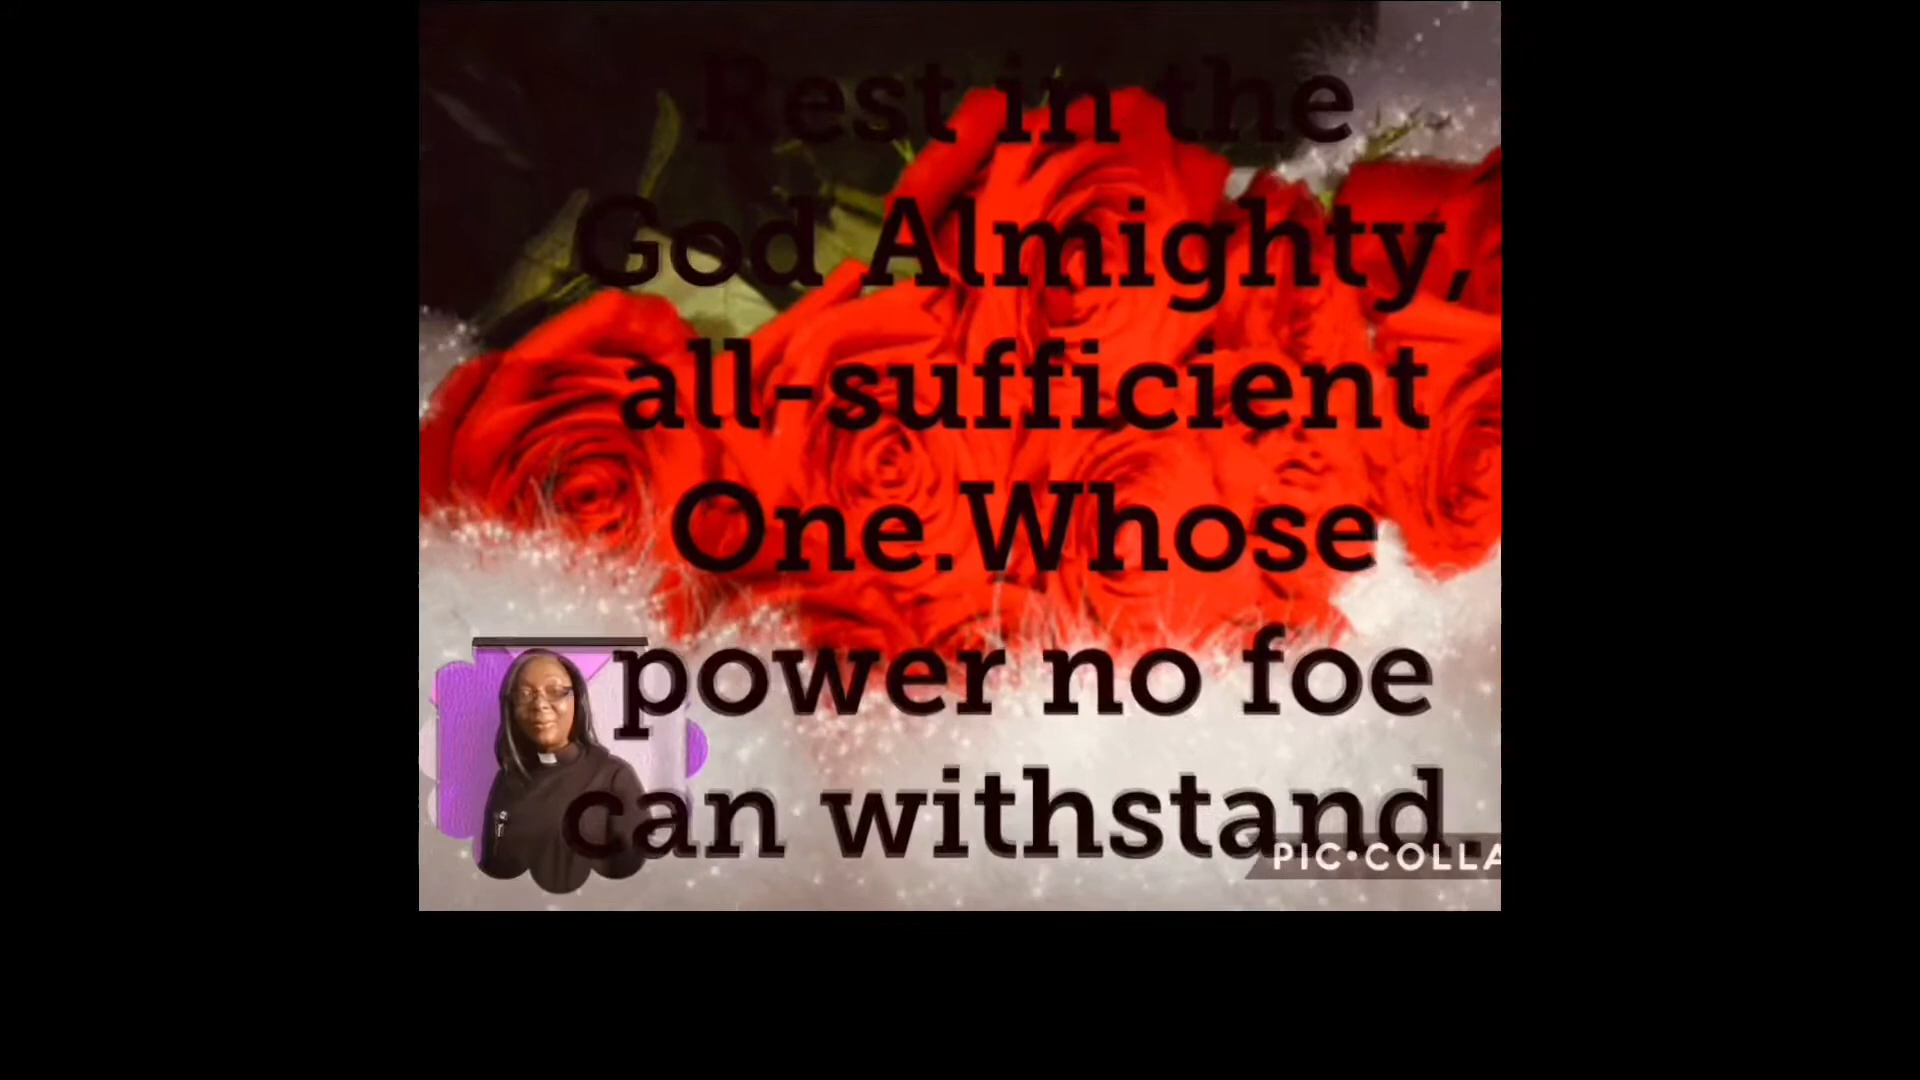 Rest in the
God Almighty,
all-sufficient
One.Whose
power no foe
can withstand.
PIC•COLLA